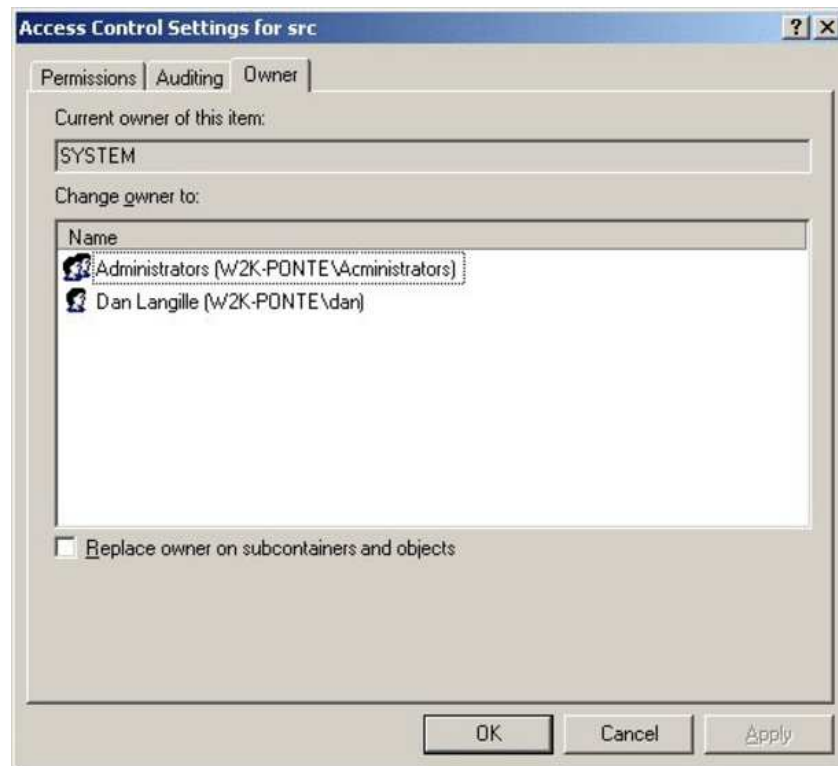 Access Control Settings for src
Permissions Auditing Owner
Current owner of this item:
SYSTEM
Change owner to:
Name
Administrators (W2K-PONTE\Acministrators)
Dan Langille (W2K-PONTE\dan)
Replace owner on subcontainers and objects
OK Cancel Apply